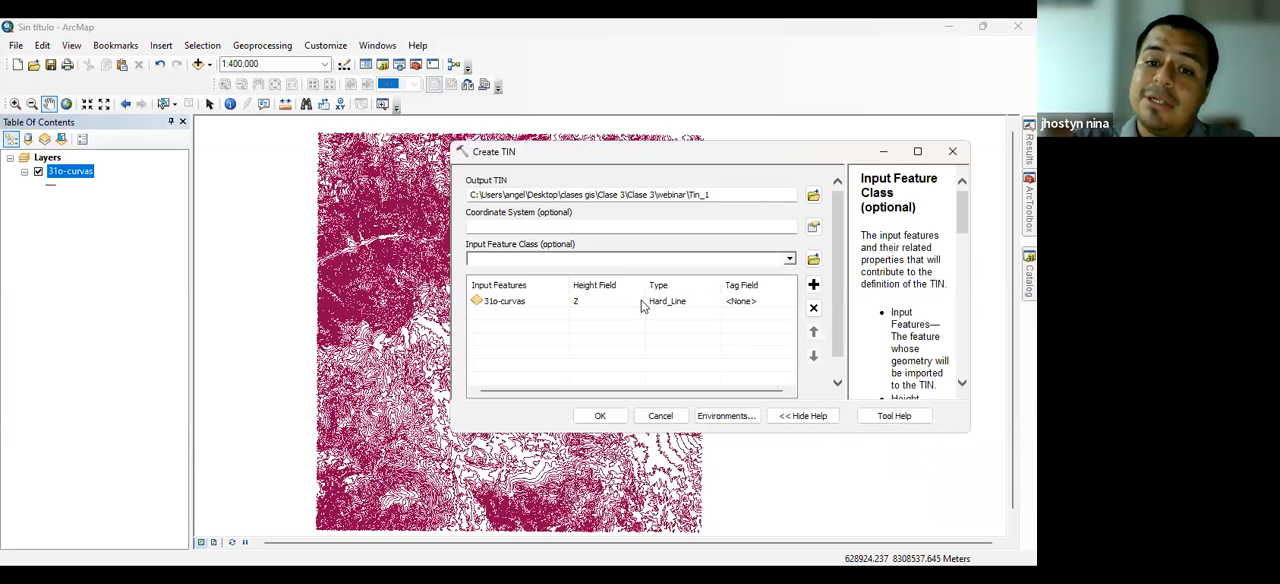 Sin título - ArcMap
File Edit View Bookmarks Insert Selection Geoprocessing Customize Windows Help
1:400.000
Table Of Contents
Layers
31o-curvas
Create TIN
Output TIN
C:\Users\angel\Desktop\clases gis\Clase 3\Clase 3\webinar\Tin_1
Coordinate System (optional)
Input Feature Class (optional)
Input Features Height Field Type Tag Field
31o-curvas Z Hard_Line <None>
OK Cancel Environments... << Hide Help Tool Help
Input Feature
Class
(optional)
The input features
and their related
properties that will
contribute to the
definition of the TIN.
• Input
Features—
The feature
whose
geometry will
be imported
to the TIN.
• Height
Results
ArcToolbox
Catalog
628924.237 8308537.645 Meters
jhostyn nina